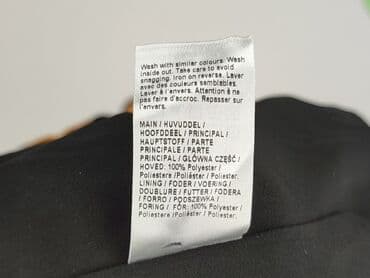 Wash with similar colours. Wash
inside out. Take care to avoid
snagging. Iron on reverse. Laver
avec des couleurs semblables.
Laver à l'envers. Attention à ne
pas faire d'accroc. Repasser sur
l'envers.
MAIN / HUVUDDEL /
HOOFDDEEL / PRINCIPAL /
HAUPTSTOFF / PARTE
PRINCIPALE / PARTE
PRINCIPAL / GŁÓWNA CZĘŚĆ /
HOVED: 100% Polyester /
Poliestere /Poliéster / Poliester.
LINING / FODER / VOERING /
DOUBLURE / FUTTER / FODERA
/ FORRO / PODSZEWKA /
FORING / FÓR: 100% Polyester /
Poliestere /Poliéster / Poliester.